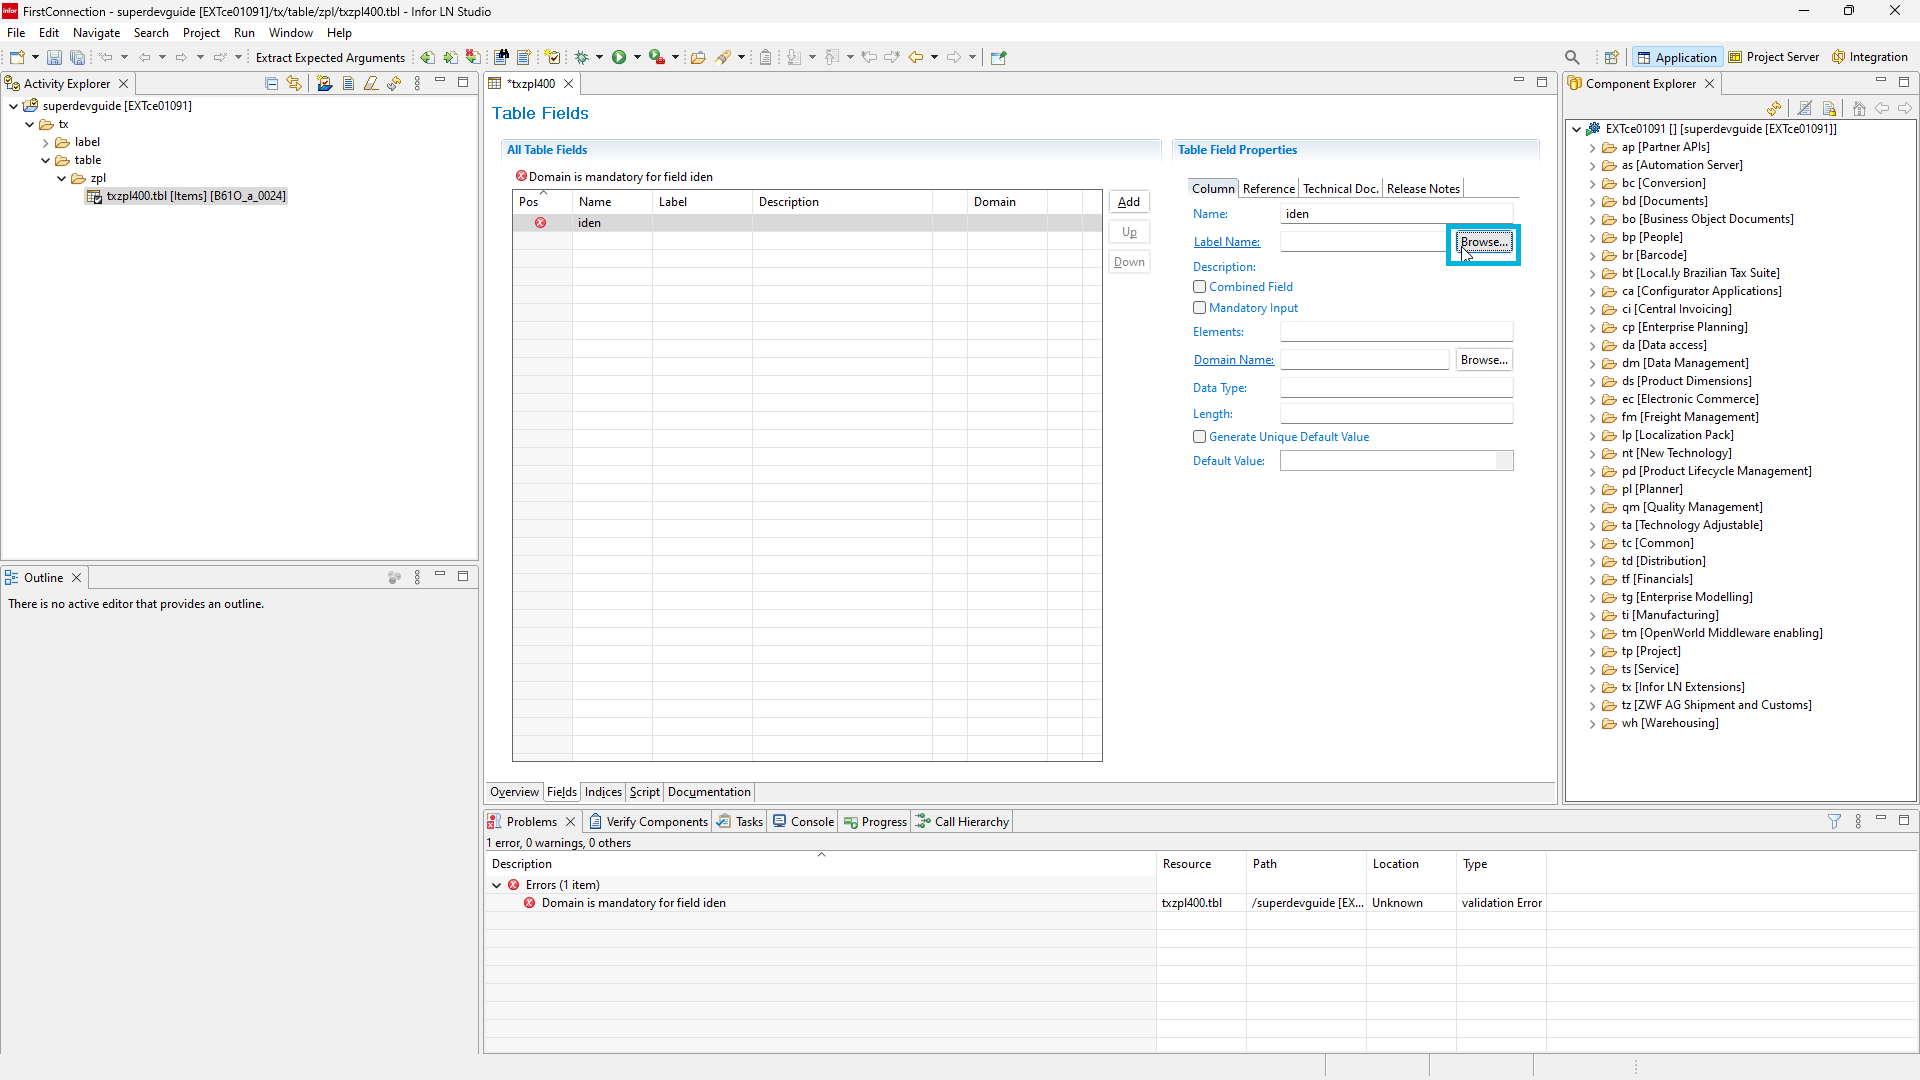 infor FirstConnection - superdevguide [EXTce01091]/tx/table/zpl/txzpl400.tbl - Infor LN Studio
File Edit Navigate Search Project Run Window Help
Extract Expected Arguments
Application Project Server Integration
Activity Explorer
superdevguide [EXTce01091]
tx
label
table
zpl
txzpl400.tbl [Items] [B61O_a_0024]
Outline
There is no active editor that provides an outline.
*txzpl400
Table Fields
All Table Fields
Domain is mandatory for field iden
Pos Name Label Description Domain
iden
Add
Up
Down
Table Field Properties
Column Reference Technical Doc. Release Notes
Name: iden
Label Name: Browse...
Description:
Combined Field
Mandatory Input
Elements:
Domain Name: Browse...
Data Type:
Length:
Generate Unique Default Value
Default Value:
Overview Fields Indices Script Documentation
Problems Verify Components Tasks Console Progress Call Hierarchy
1 error, 0 warnings, 0 others
Description Resource Path Location Type
Errors (1 item)
Domain is mandatory for field iden txzpl400.tbl /superdevguide [EX... Unknown validation Error
Component Explorer
EXTce01091 [] [superdevguide [EXTce01091]]
ap [Partner APIs]
as [Automation Server]
bc [Conversion]
bd [Documents]
bo [Business Object Documents]
bp [People]
br [Barcode]
bt [Local.ly Brazilian Tax Suite]
ca [Configurator Applications]
ci [Central Invoicing]
cp [Enterprise Planning]
da [Data access]
dm [Data Management]
ds [Product Dimensions]
ec [Electronic Commerce]
fm [Freight Management]
lp [Localization Pack]
nt [New Technology]
pd [Product Lifecycle Management]
pl [Planner]
qm [Quality Management]
ta [Technology Adjustable]
tc [Common]
td [Distribution]
tf [Financials]
tg [Enterprise Modelling]
ti [Manufacturing]
tm [OpenWorld Middleware enabling]
tp [Project]
ts [Service]
tx [Infor LN Extensions]
tz [ZWF AG Shipment and Customs]
wh [Warehousing]